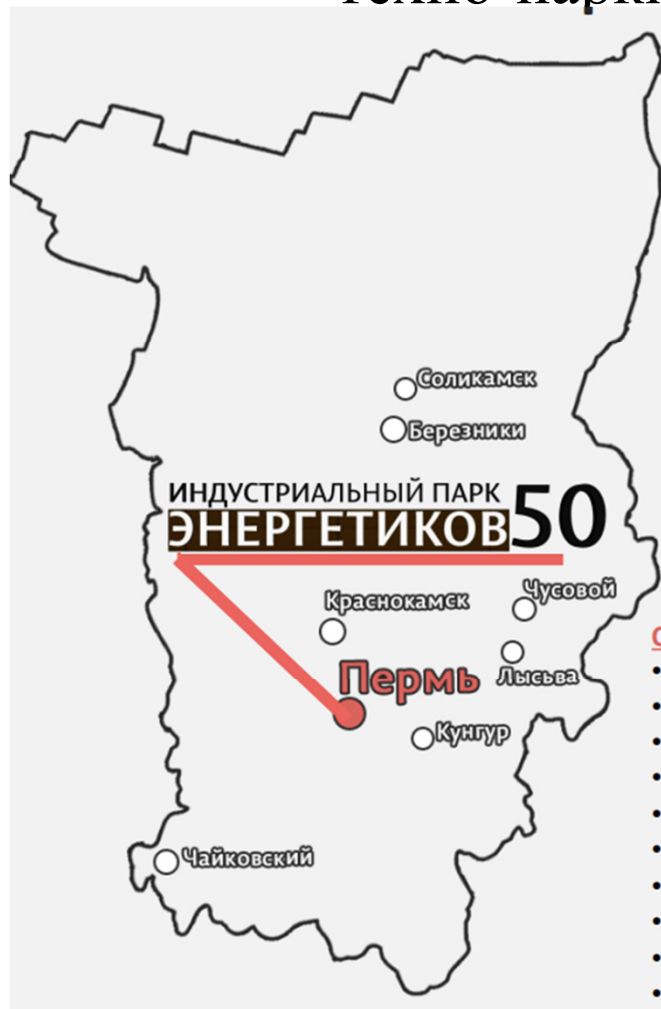 Соликамск
Березники
ИНДУСТРИАЛЬНЫЙ ПАРК
ЭНЕРГЕТИКОВ50
Краснокамск
Чусовой
Пермь
Лысьва
Кунгур
Чайковский